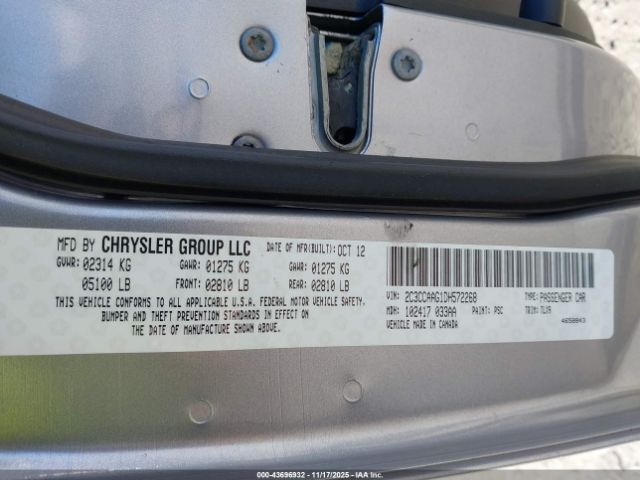 MFD BY CHRYSLER GROUP LLC DATE OF MFR(BUILT): OCT 12
GVWR: 02314 KG GAWR: 01275 KG GAWR: 01275 KG
05100 LB FRONT: 02810 LB REAR: 02810 LB
THIS VEHICLE CONFORMS TO ALL APPLICABLE U.S.A. FEDERAL MOTOR VEHICLE SAFETY,
BUMPER AND THEFT PREVENTION STANDARDS IN EFFECT ON
THE DATE OF MANUFACTURE SHOWN ABOVE
VIN: 2C3CCAAG1DH572268 TYPE: PASSENGER CAR
MDH: 102417 033AA PAINT: PSC TRIM: TLX9
VEHICLE MADE IN CANADA 4658843
00-43696932 - 11/17/2025 - IAA Inc.